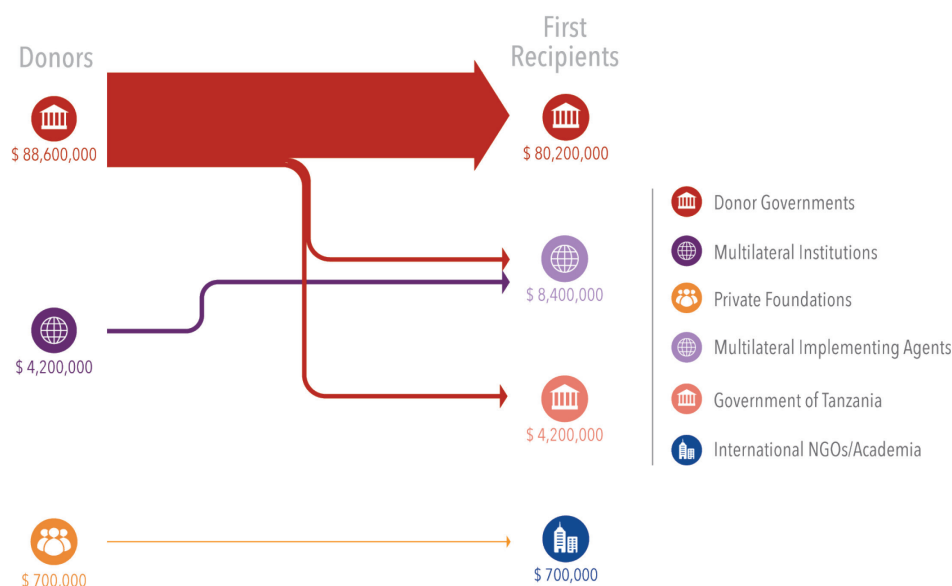 Donors
First
Recipients
$ 88,600,000
$ 80,200,000
$ 4,200,000
$ 8,400,000
$ 4,200,000
$ 700,000
$ 700,000
Donor Governments
Multilateral Institutions
Private Foundations
Multilateral Implementing Agents
Government of Tanzania
International NGOs/Academia